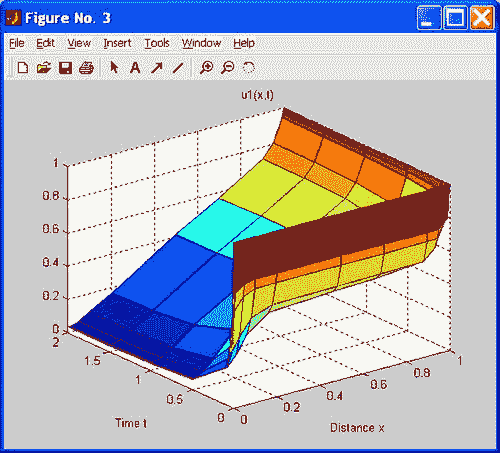 Figure No. 3
File Edit View Insert Tools Window Help
A
u1(x,t)
1
0.8
0.6
0.4
0.2
0
2
1.5
1
0.5
0
0
0.2
0.4
0.6
0.8
1
Time t
Distance x